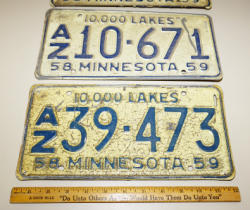 10,000 LAKES
AZ 10-671
58 MINNESOTA 59
10,000 LAKES
AZ 39-473
58 MINNESOTA 59
"Do Unto Others As You Would Have Them Do Unto You"